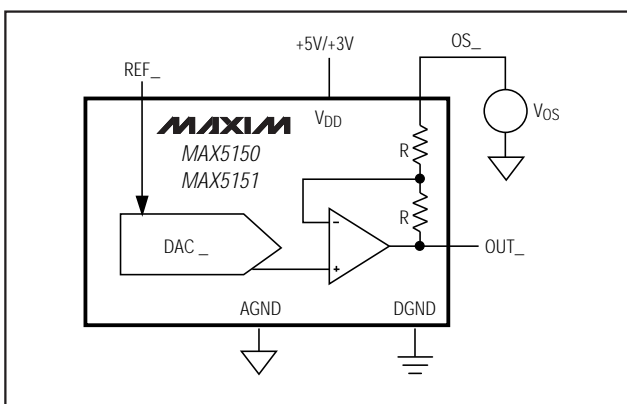 +5V/+3V
OS_
REF_
VOS
VDD
MAXIM
MAX5150
MAX5151
R
R
-
DAC _
+
OUT_
AGND
DGND